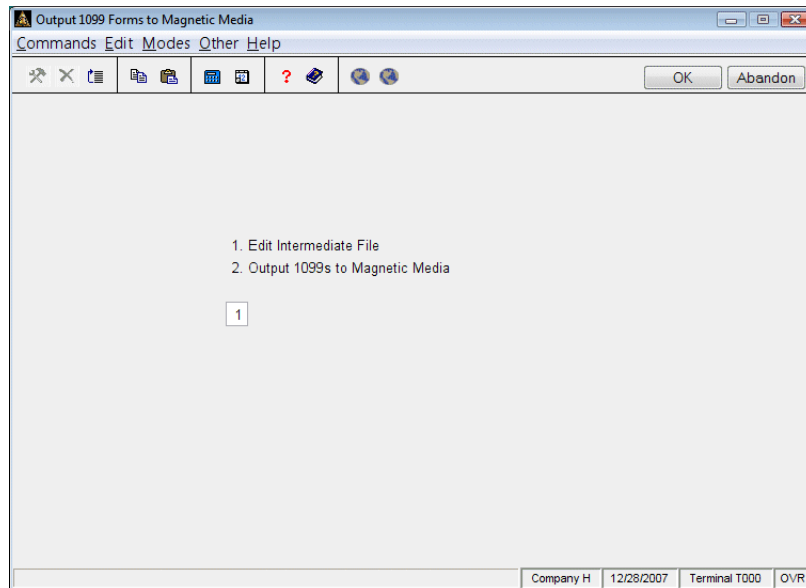 Output 1099 Forms to Magnetic Media
Commands Edit Modes Other Help
OK Abandon
1. Edit Intermediate File
2. Output 1099s to Magnetic Media
1
Company H 12/28/2007 Terminal T000 OVR